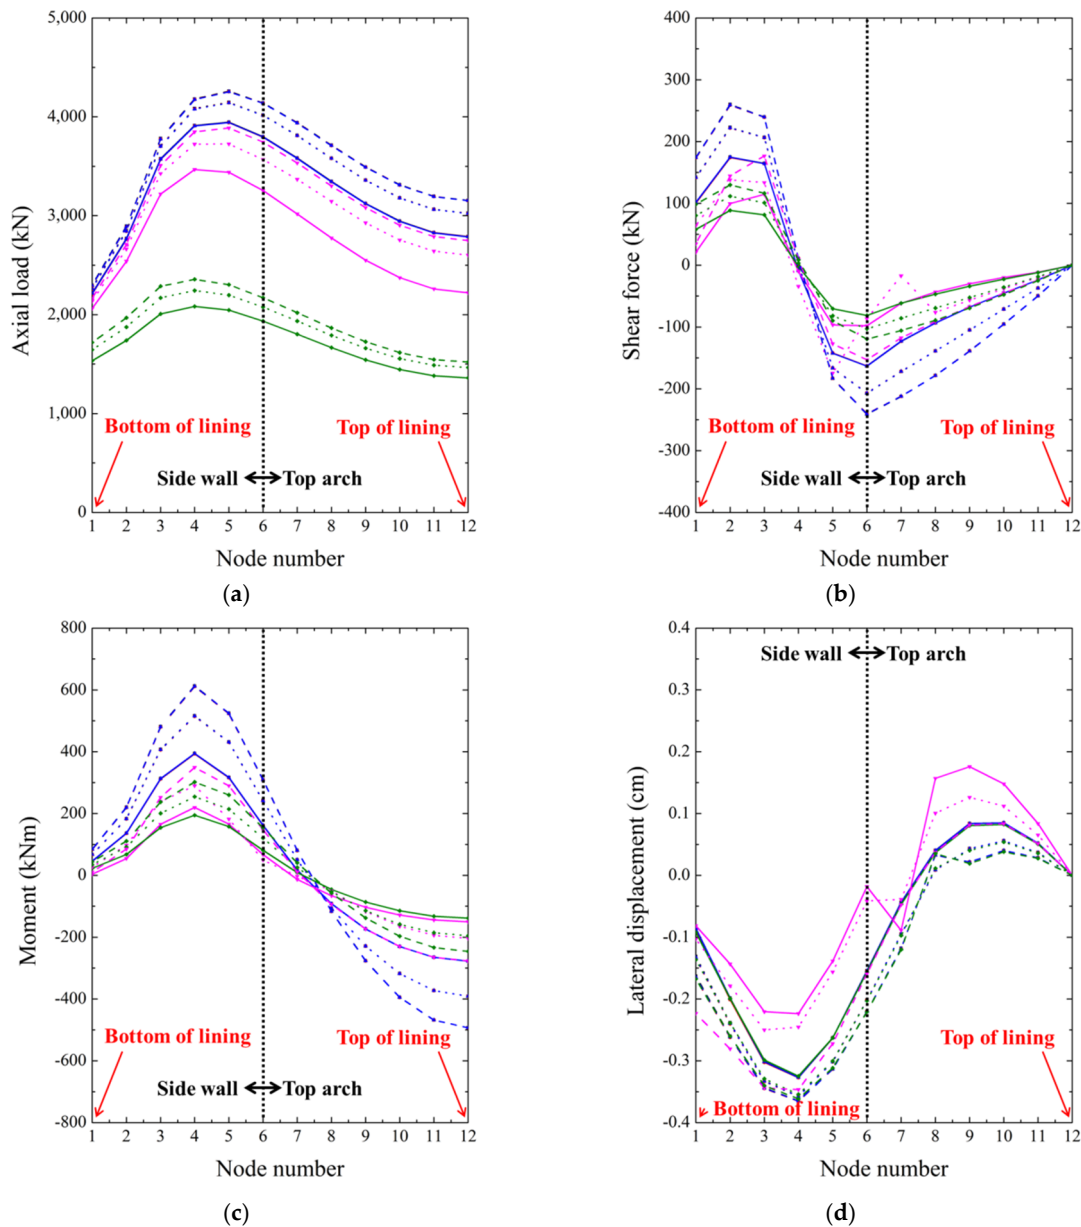 5,000
4,000
3,000
2,000
1,000
0
Axial load (kN)
Bottom of lining
Top of lining
Side wall
Top arch
1 2 3 4 5 6 7 8 9 10 11 12
Node number
(a)
400
300
200
100
0
-100
-200
-300
-400
Shear force (kN)
Bottom of lining
Top of lining
Side wall
Top arch
1 2 3 4 5 6 7 8 9 10 11 12
Node number
(b)
800
600
400
200
0
-200
-400
-600
-800
Moment (kNm)
Bottom of lining
Top of lining
Side wall
Top arch
1 2 3 4 5 6 7 8 9 10 11 12
Node number
(c)
0.4
0.3
0.2
0.1
0.0
-0.1
-0.2
-0.3
-0.4
Lateral displacement (cm)
Side wall
Top arch
Top of lining
Bottom of lining
1 2 3 4 5 6 7 8 9 10 11 12
Node number
(d)